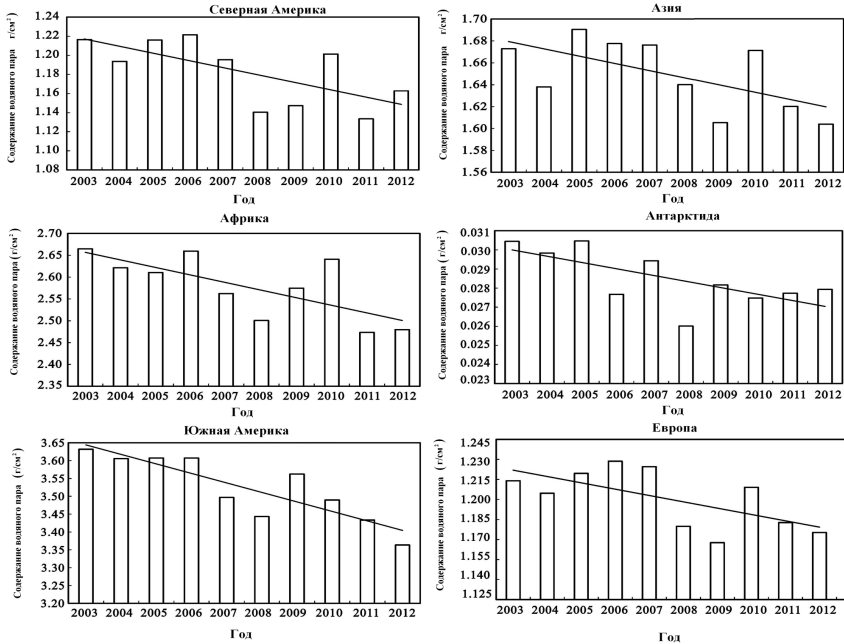 Северная Америка
Содержание водяного пара г/см²
1.24
1.22
1.20
1.18
1.16
1.14
1.12
1.10
1.08
2003 2004 2005 2006 2007 2008 2009 2010 2011 2012
Год
Азия
Содержание водяного пара г/см²
1.70
1.68
1.66
1.64
1.62
1.60
1.58
1.56
2003 2004 2005 2006 2007 2008 2009 2010 2011 2012
Год
Африка
Содержание водяного пара (г/см²)
2.70
2.65
2.60
2.55
2.50
2.45
2.40
2.35
2003 2004 2005 2006 2007 2008 2009 2010 2011 2012
Год
Антарктида
Содержание водяного пара (г/см²)
0.031
0.030
0.029
0.028
0.027
0.026
0.025
0.024
0.023
2003 2004 2005 2006 2007 2008 2009 2010 2011 2012
Год
Южная Америка
Содержание водяного пара (г/см²)
3.65
3.60
3.55
3.50
3.45
3.40
3.35
3.30
3.25
3.20
2003 2004 2005 2006 2007 2008 2009 2010 2011 2012
Год
Европа
Содержание водяного пара (г/см²)
1.245
1.230
1.215
1.200
1.185
1.170
1.155
1.140
1.125
2003 2004 2005 2006 2007 2008 2009 2010 2011 2012
Год